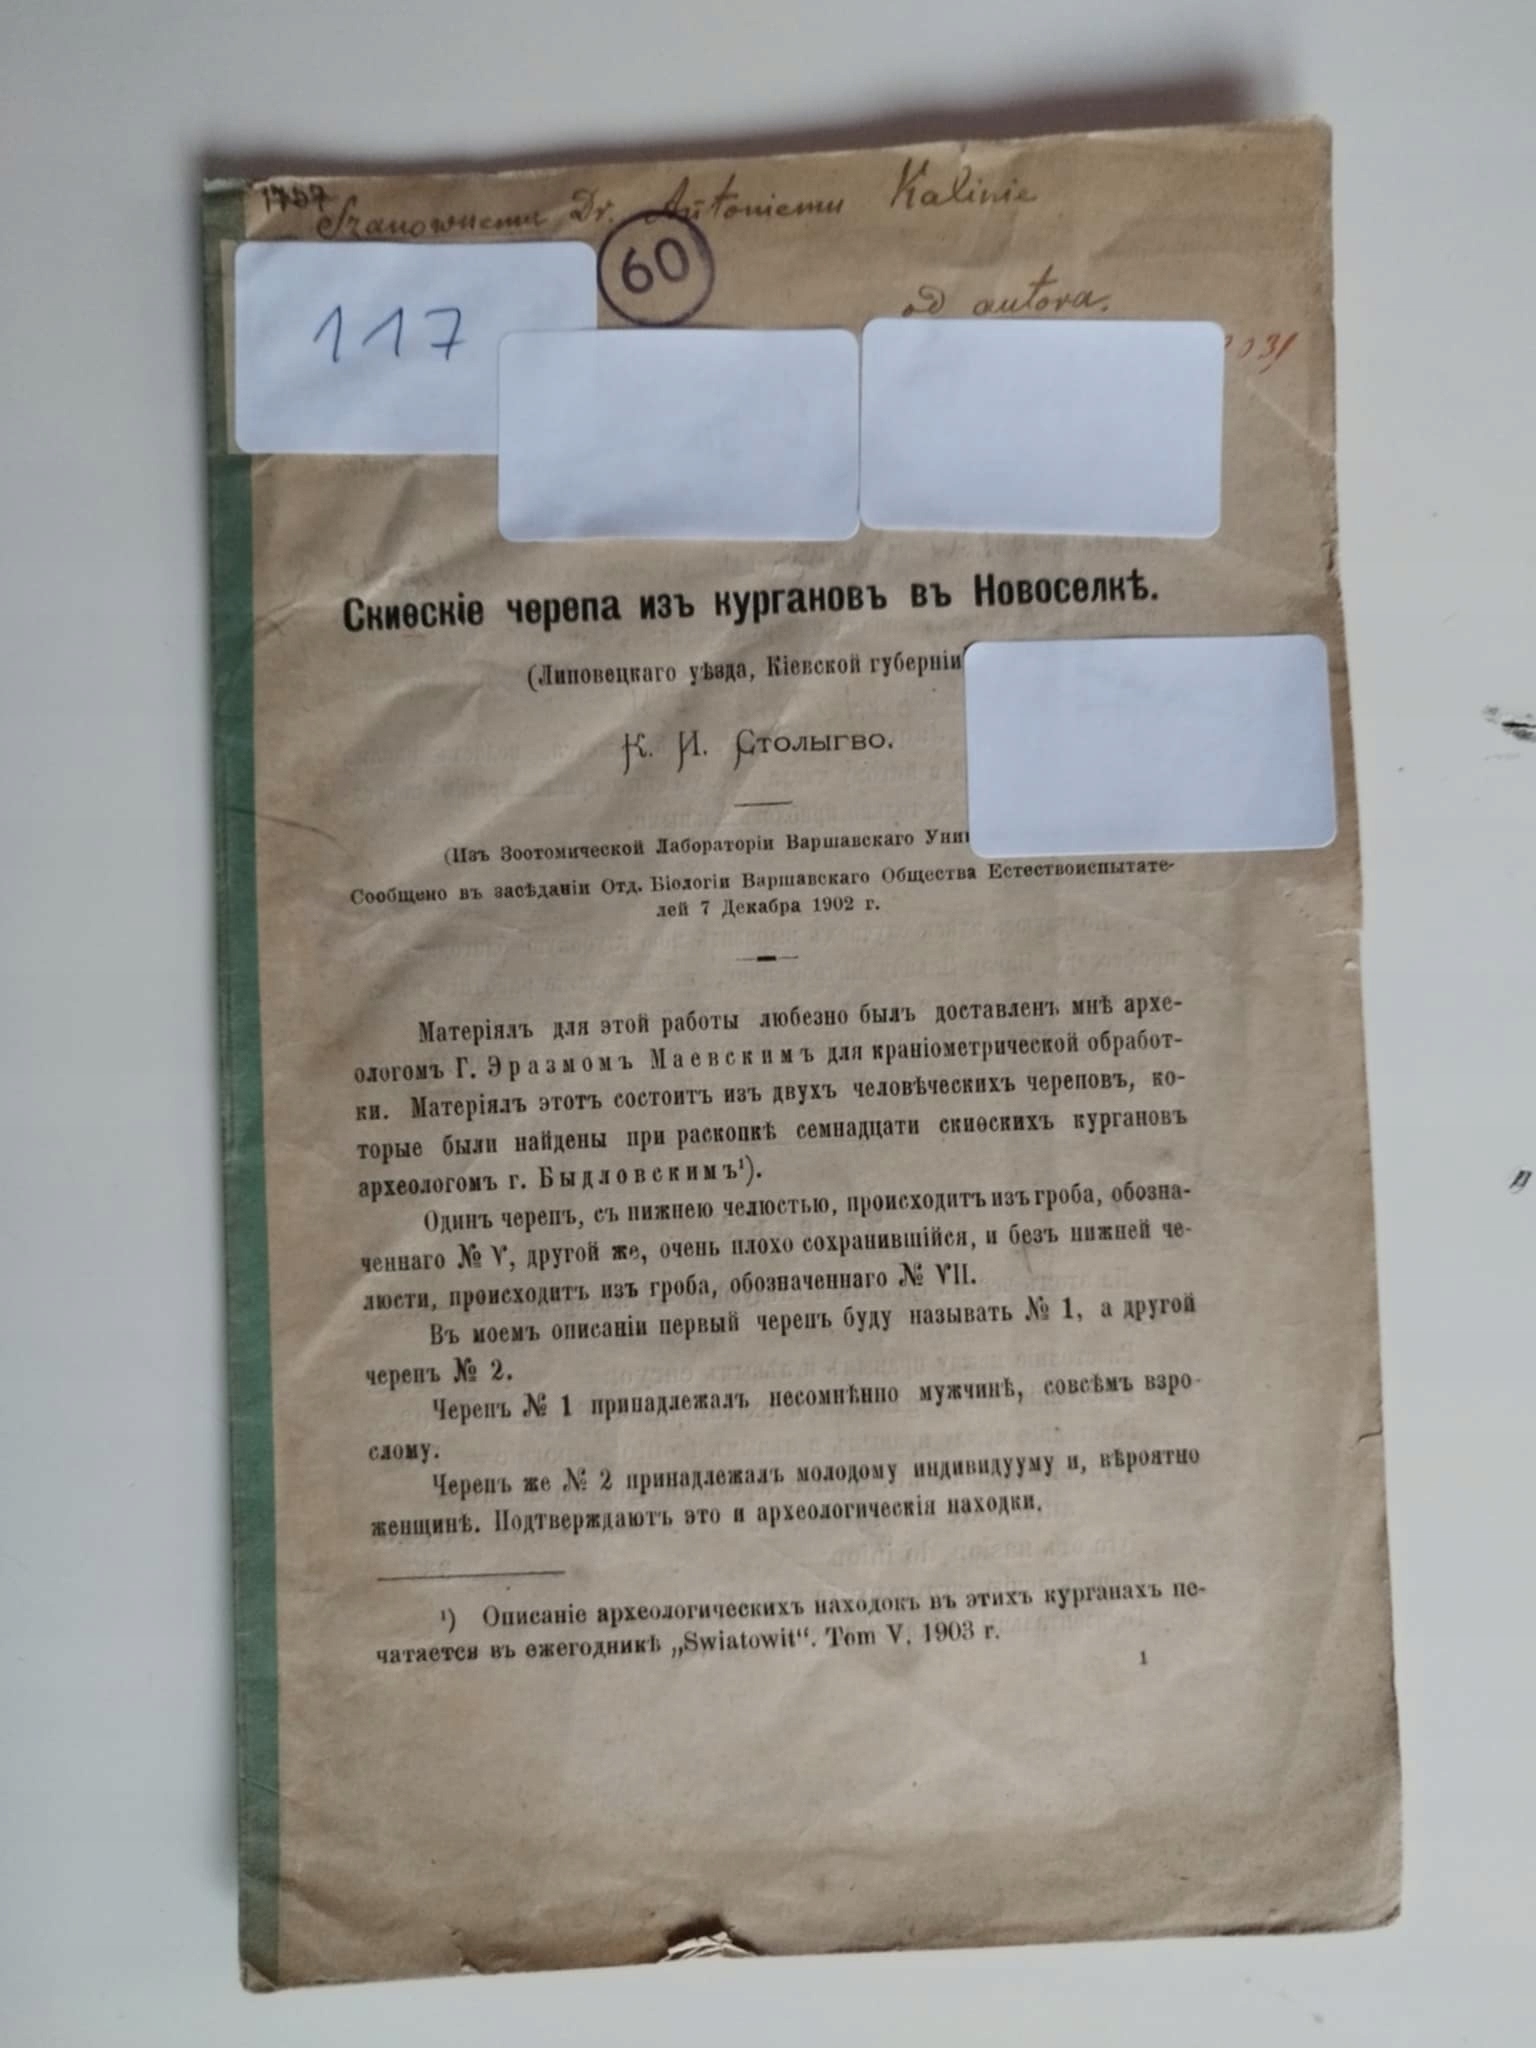 1757
Szanownemu Dr. Antoniemu Kalinie
60
od autora.
117
031
Скиѳскіе черепа изъ кургановъ въ Новоселкѣ.
(Липовецкаго уѣзда, Кіевской губерніи
К. И. Столыгво.
(Изъ Зоотомической Лабораторіи Варшавскаго
Сообщено въ засѣданіи Отд. Біологіи Варшавскаго Общества Естествоиспытате-
лей 7 Декабра 1902 г.
Матеріялъ для этой работы любезно былъ доставленъ мнѣ архе-
ологомъ Г. Эразмомъ Маевскимъ для краніометрической обработ-
ки. Матеріялъ этотъ состоитъ изъ двухъ человѣческихъ череповъ, ко-
торые были найдены при раскопкѣ семнадцати скиѳскихъ кургановъ
археологомъ г. Быдловскимъ¹).
Одинъ черепъ, съ нижнею челюстью, происходитъ изъ гроба, обозна-
ченнаго № V, другой же, очень плохо сохранившійся, и безъ нижней че-
люсти, происходитъ изъ гроба, обозначеннаго № VII.
Въ моемъ описаніи первый черепъ буду называть № 1, а другой
черепъ № 2.
Черепъ № 1 принадлежалъ несомнѣнно мужчинѣ, совсѣмъ взро-
слому.
Черепъ же № 2 принадлежалъ молодому индивидууму и, вѣроятно
женщинѣ. Подтверждаютъ это и археологическія находки.
¹) Описаніе археологическихъ находокъ въ этихъ курганахъ пе-
чатается въ ежегодникѣ „Swiatowit“. Tom V. 1903 г.
1